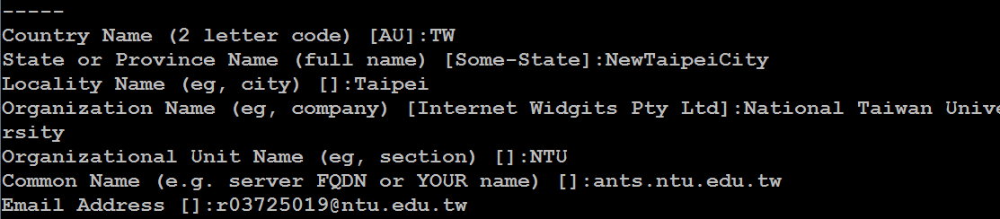 -----
Country Name (2 letter code) [AU]:TW
State or Province Name (full name) [Some-State]:NewTaipeiCity
Locality Name (eg, city) []:Taipei
Organization Name (eg, company) [Internet Widgits Pty Ltd]:National Taiwan Unive
rsity
Organizational Unit Name (eg, section) []:NTU
Common Name (e.g. server FQDN or YOUR name) []:ants.ntu.edu.tw
Email Address []:r03725019@ntu.edu.tw